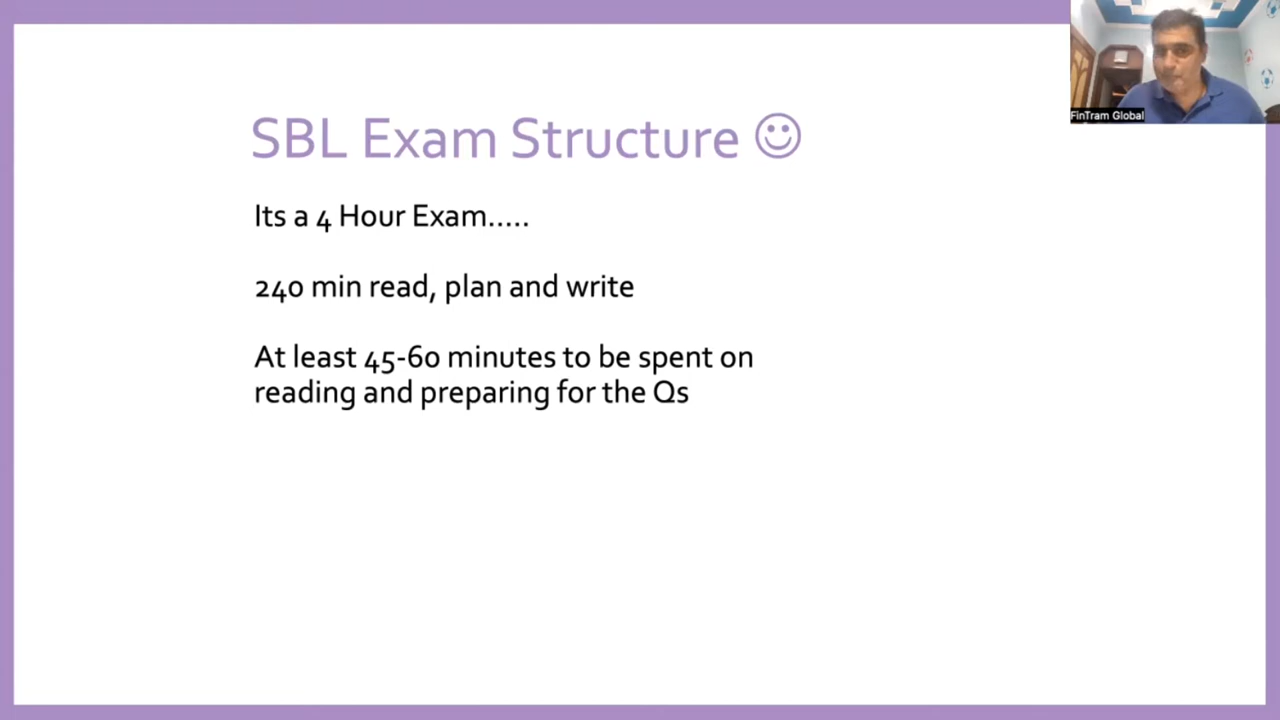 SBL Exam Structure ☺
Its a 4 Hour Exam.....
240 min read, plan and write
At least 45-60 minutes to be spent on
reading and preparing for the Qs
FinTram Global